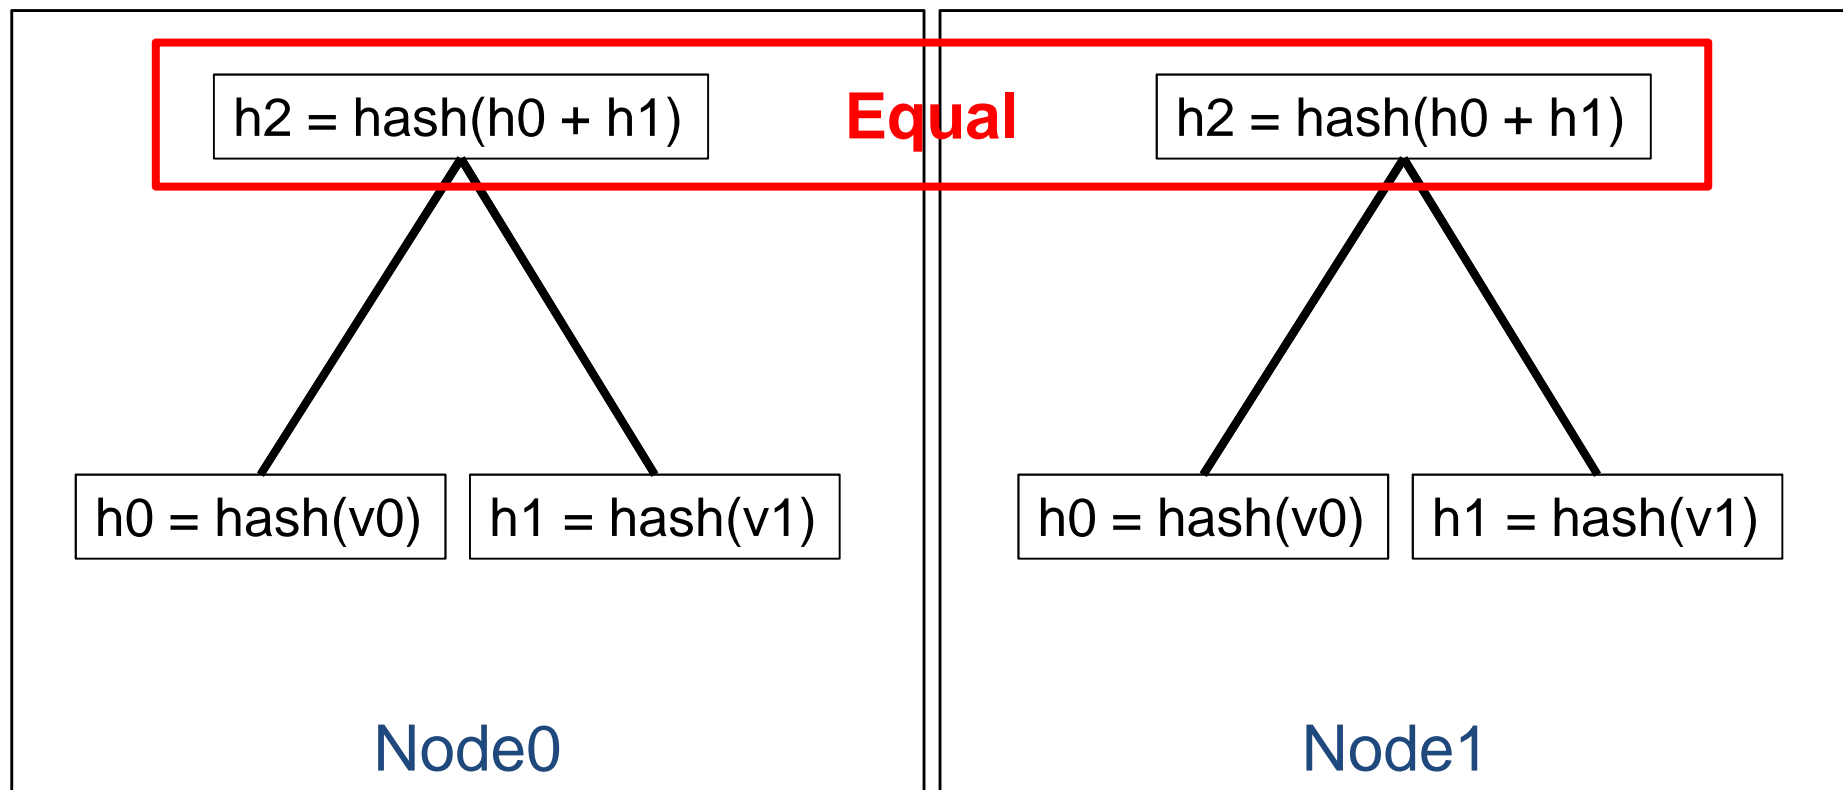 h2 = hash(h0 + h1)
Equal
h2 = hash(h0 + h1)
h0 = hash(v0)
h1 = hash(v1)
h0 = hash(v0)
h1 = hash(v1)
Node0
Node1